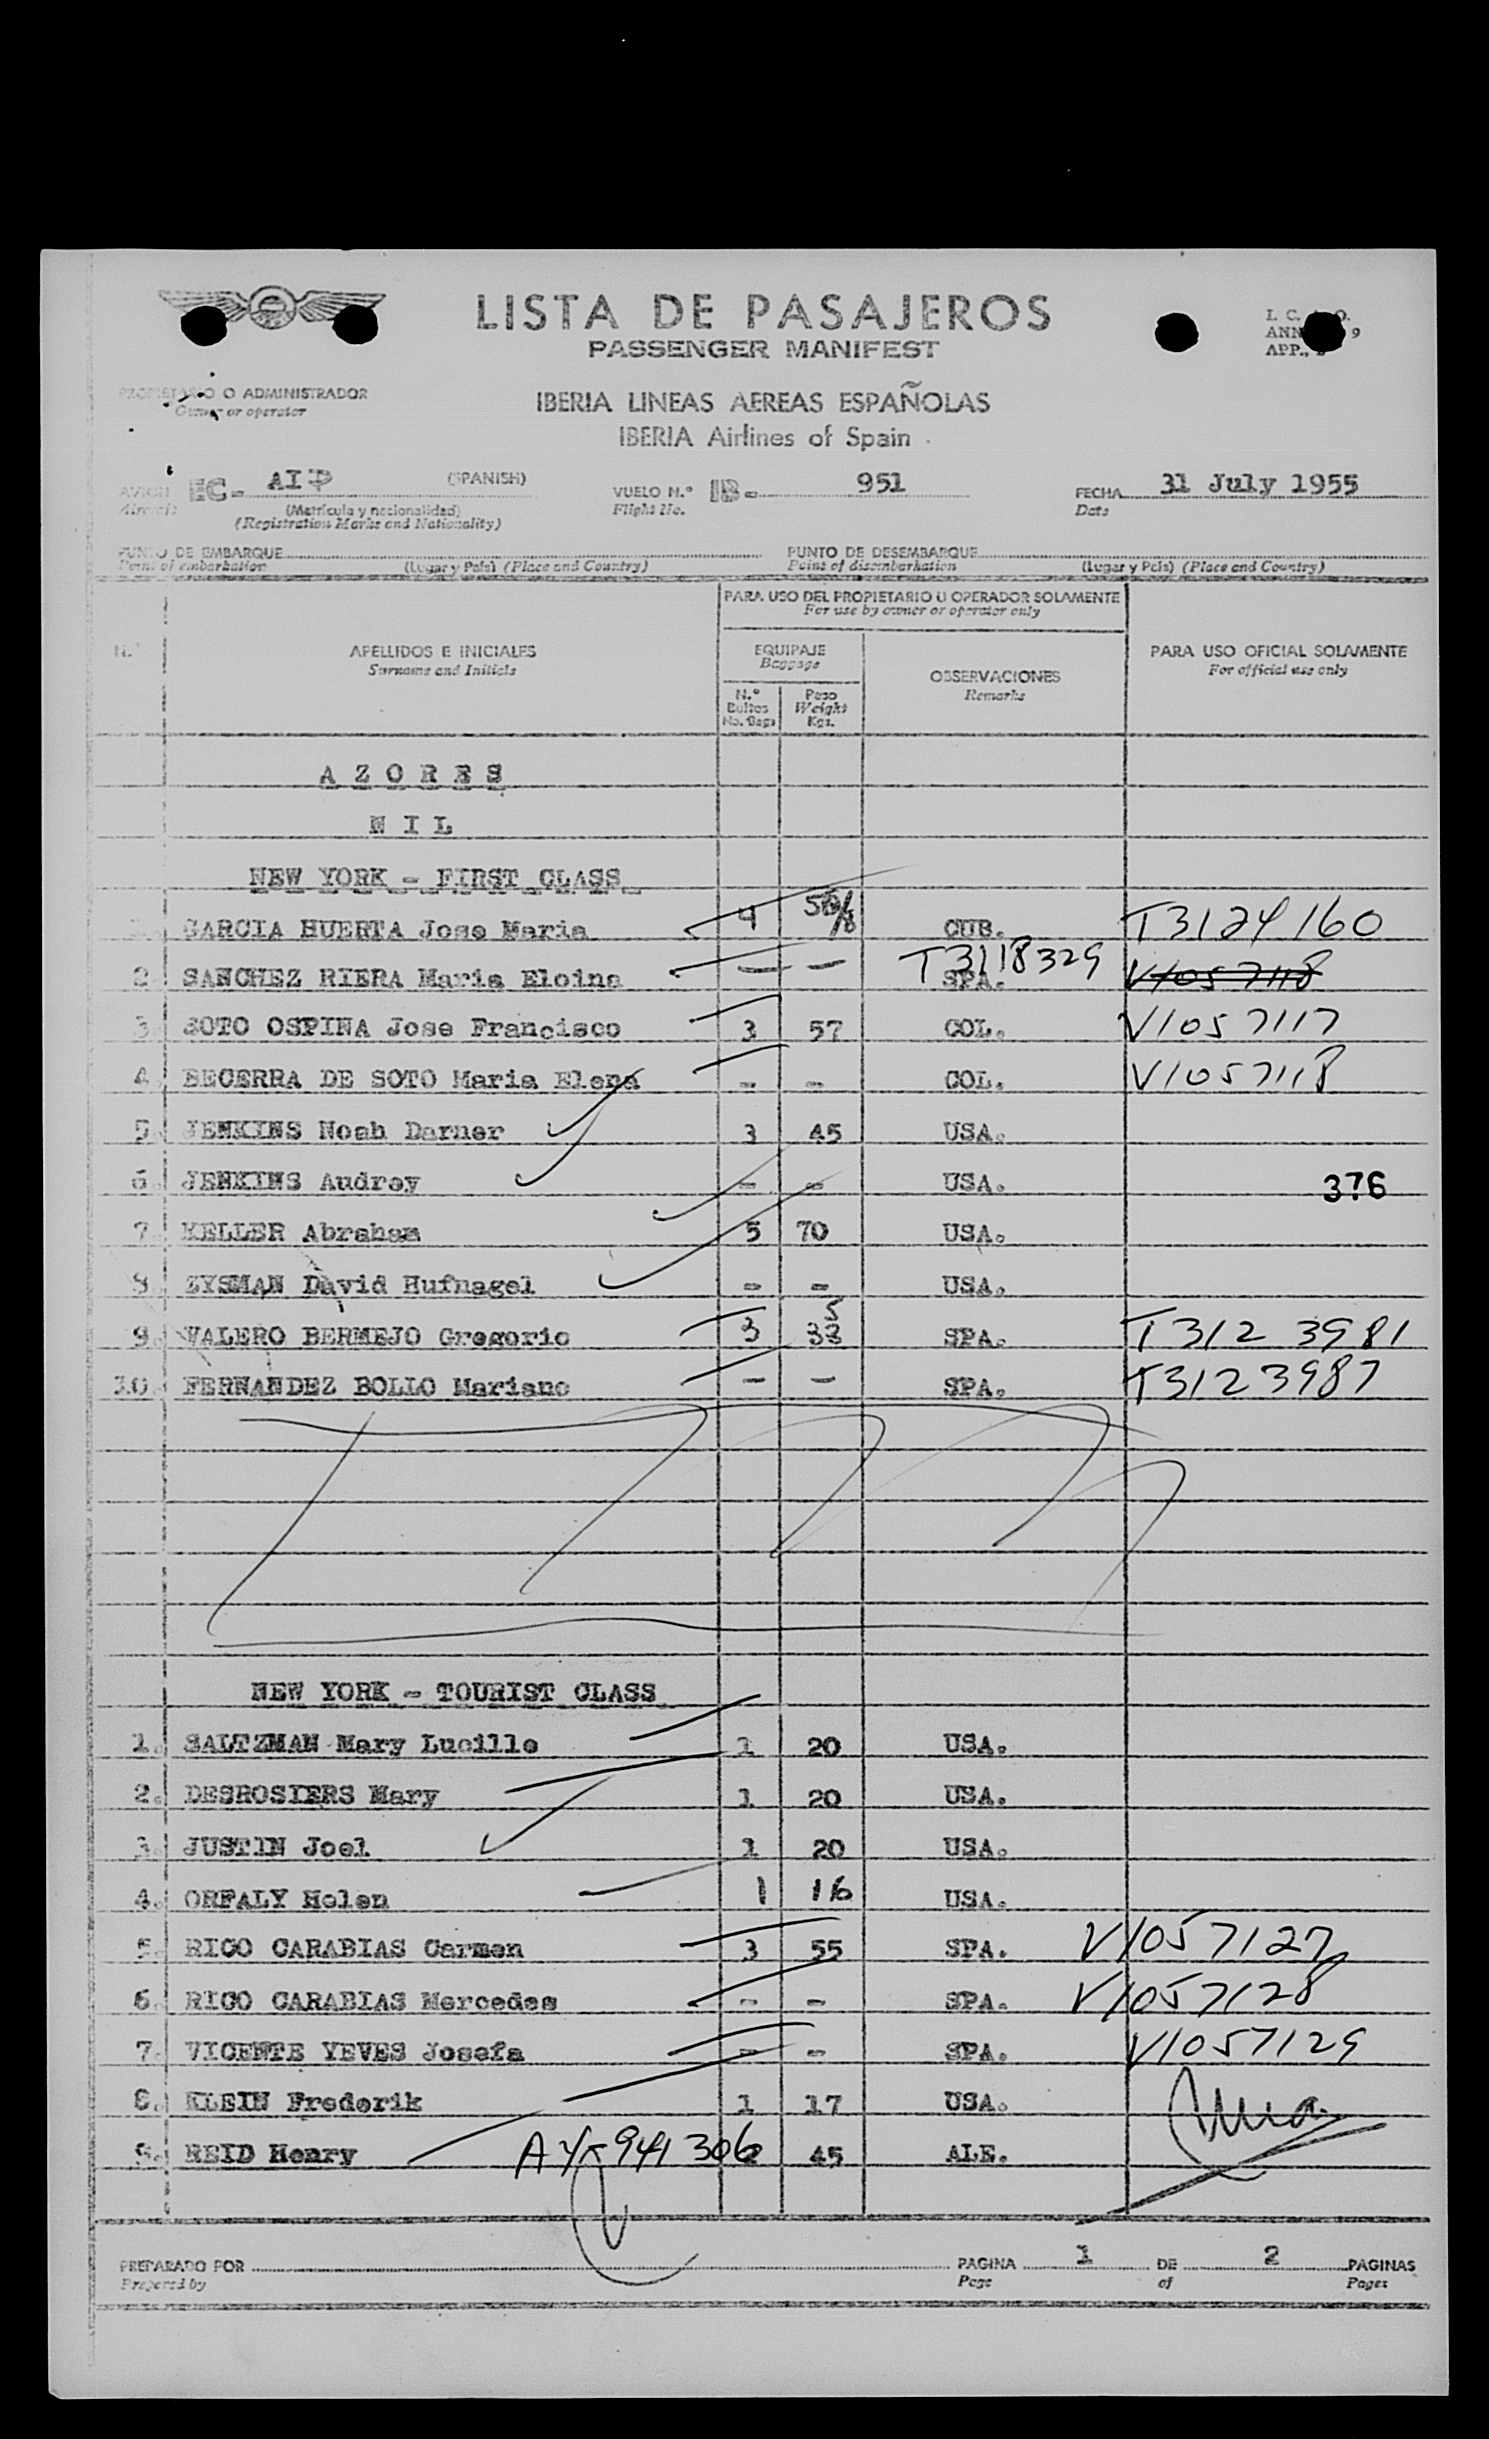 LISTA DE PASAJEROS
PASSENGER MANIFEST
I. C. O.
ANN 9
APP.,
PROPIETARIO O ADMINISTRADOR
Owner or operator
IBERIA LINEAS AEREAS ESPAÑOLAS
IBERIA Airlines of Spain
AVION EC- AIP (SPANISH) VUELO N.° IB- 951 FECHA 31 July 1955
Aircraft (Matrícula y nacionalidad) Flight No. Date
(Registration Marks and Nationality)
PUNTO DE EMBARQUE PUNTO DE DESEMBARQUE
Point of embarkation (Lugar y País) (Place and Country) Point of disembarkation (Lugar y País) (Place and Country)
PARA USO DEL PROPIETARIO U OPERADOR SOLAMENTE
For use by owner or operator only
N.° APELLIDOS E INICIALES EQUIPAJE OBSERVACIONES PARA USO OFICIAL SOLAMENTE
Surname and Initials Baggage Remarks For official use only
N.° Bultos No. Bags Peso Weight Kgs.
AZORES
NIL
NEW YORK - FIRST CLASS
GARCIA HUERTA Jose Maria 4 CUB. T3124160
2 SANCHEZ RIERA Maria Eloina - - T3118329 SPA. V1057118
3. SOTO OSPINA Jose Francisco 3 57 COL. V1057117
4. BECERRA DE SOTO Maria Elena - - COL. V1057118
5. JENKINS Noah Darner 3 45 USA.
6. JENKINS Audrey - - USA. 376
7. KELLER Abraham 5 70 USA.
8. ZYSMAN David Hufnagel - - USA.
9. VALERO BERMEJO Gregorio 3 SPA. T3123981
10. FERNANDEZ BOLLO Mariano - - SPA. T3123987
NEW YORK - TOURIST CLASS
1. SALTZMAN Mary Lucille 1 20 USA.
2. DESROSIERS Mary 1 20 USA.
3. JUSTIN Joel 1 20 USA.
4. ORFALY Helen 1 16 USA.
5. RICO CARABIAS Carmen 3 55 SPA. V1057127
6. RICO CARABIAS Mercedes - - SPA. V1057128
7. VICENTE YEVES Josefa - - SPA. V1057129
8. KLEIN Frederik 1 17 USA.
9. REID Henry 2 45 ALE.
PREPARADO POR PAGINA 1 DE 2 PAGINAS
Prepared by Page of Pages